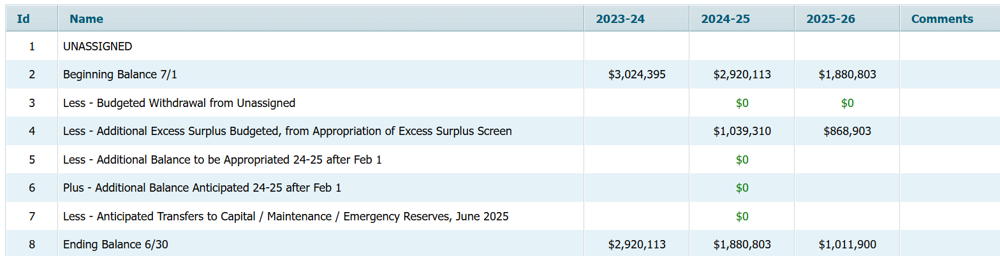 Id Name 2023-24 2024-25 2025-26 Comments
1 UNASSIGNED
2 Beginning Balance 7/1 $3,024,395 $2,920,113 $1,880,803
3 Less - Budgeted Withdrawal from Unassigned $0 $0
4 Less - Additional Excess Surplus Budgeted, from Appropriation of Excess Surplus Screen $1,039,310 $868,903
5 Less - Additional Balance to be Appropriated 24-25 after Feb 1 $0
6 Plus - Additional Balance Anticipated 24-25 after Feb 1 $0
7 Less - Anticipated Transfers to Capital / Maintenance / Emergency Reserves, June 2025 $0
8 Ending Balance 6/30 $2,920,113 $1,880,803 $1,011,900